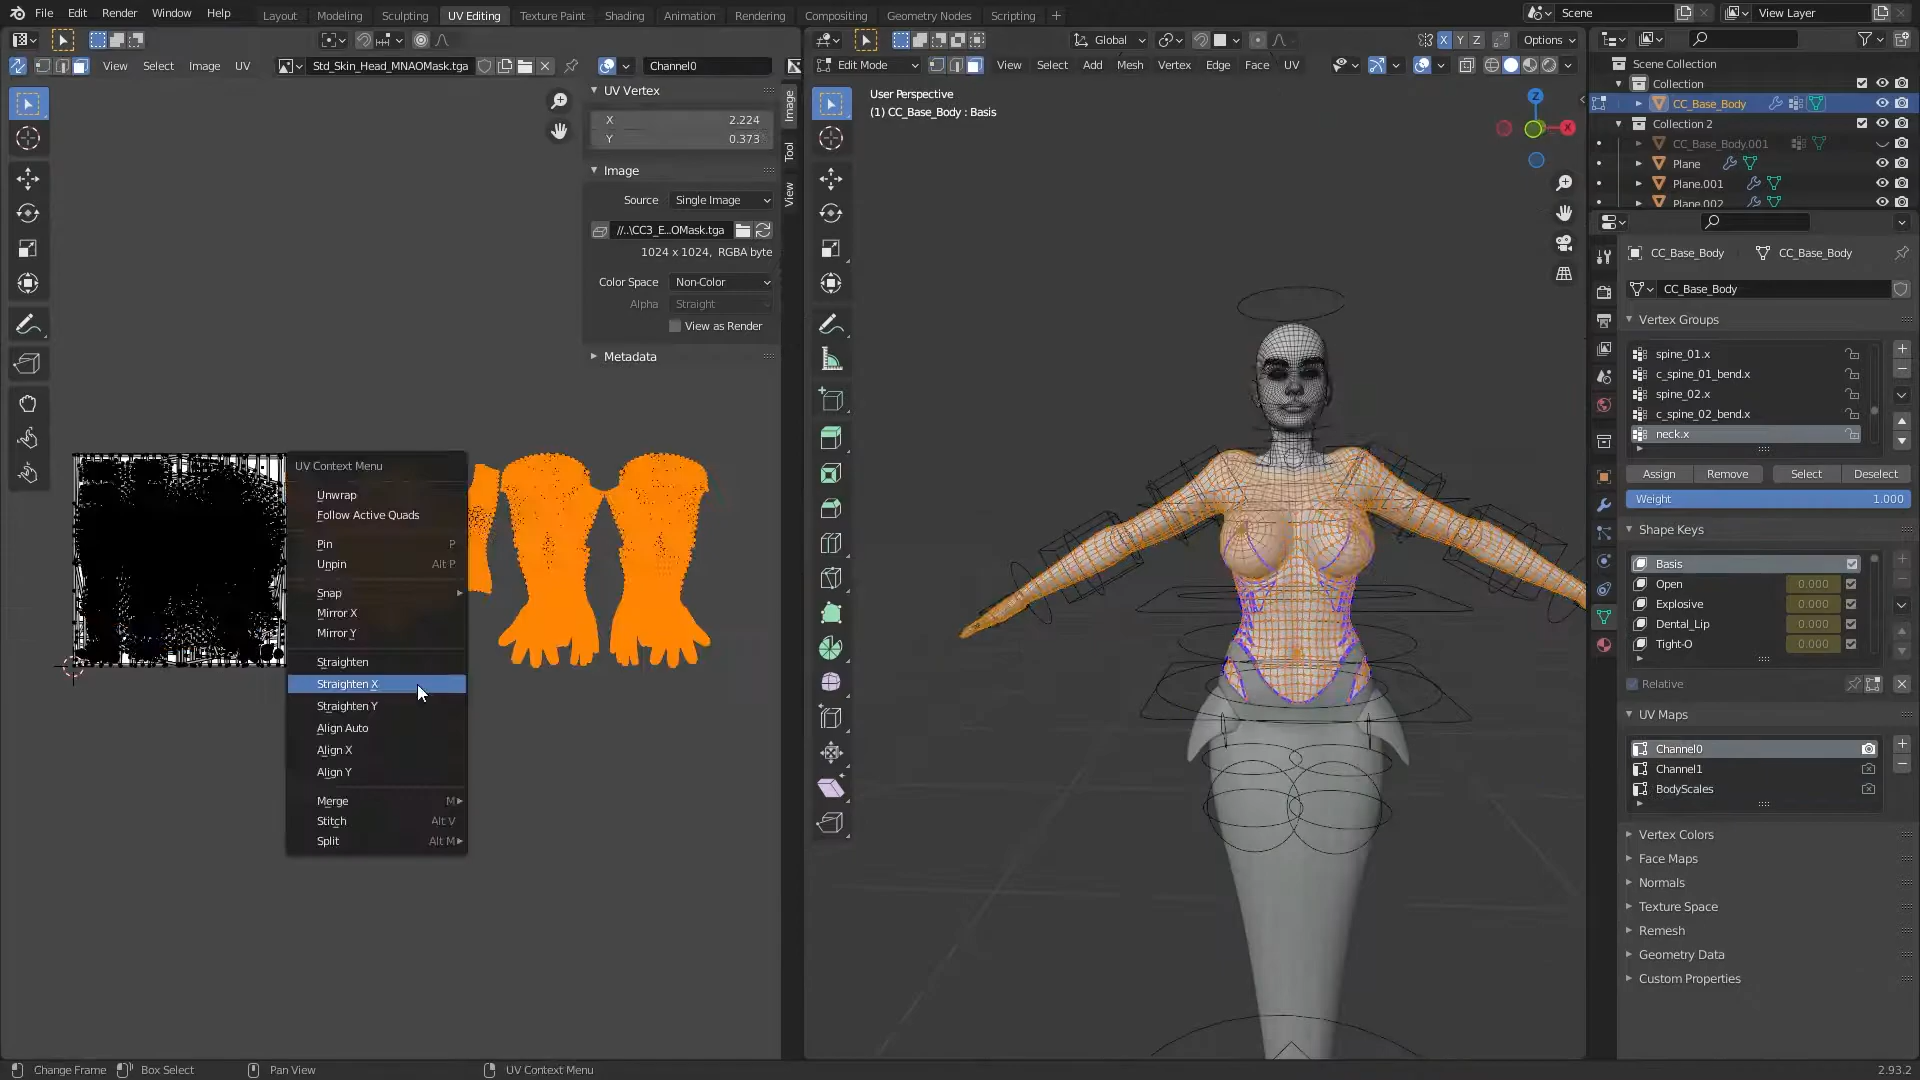 File Edit Render Window Help
Layout Modeling Sculpting UV Editing Texture Paint Shading Animation Rendering Compositing Geometry Nodes Scripting +
Scene
View Layer
Global
X Y Z
Options
View Select Image UV
Std_Skin_Head_MNAOMask.tga
Channel0
Edit Mode
View Select Add Mesh Vertex Edge Face UV
UV Vertex
X 2.224
Y 0.373
Image
Source Single Image
//..\CC3_E...OMask.tga
1024 x 1024, RGBA byte
Color Space Non-Color
Alpha Straight
View as Render
Metadata
Image
Tool
View
UV Context Menu
Unwrap
Follow Active Quads
Pin P
Unpin Alt P
Snap
Mirror X
Mirror Y
Straighten
Straighten X
Straighten Y
Align Auto
Align X
Align Y
Merge M
Stitch Alt V
Split Alt M
User Perspective
(1) CC_Base_Body : Basis
Z
X
Scene Collection
Collection
CC_Base_Body
Collection 2
CC_Base_Body.001
Plane
Plane.001
Plane.002
CC_Base_Body
CC_Base_Body
CC_Base_Body
Vertex Groups
spine_01.x
c_spine_01_bend.x
spine_02.x
c_spine_02_bend.x
neck.x
Assign Remove Select Deselect
Weight 1.000
Shape Keys
Basis
Open 0.000
Explosive 0.000
Dental_Lip 0.000
Tight-O 0.000
Relative
UV Maps
Channel0
Channel1
BodyScales
Vertex Colors
Face Maps
Normals
Texture Space
Remesh
Geometry Data
Custom Properties
Change Frame Box Select Pan View UV Context Menu
2.93.2